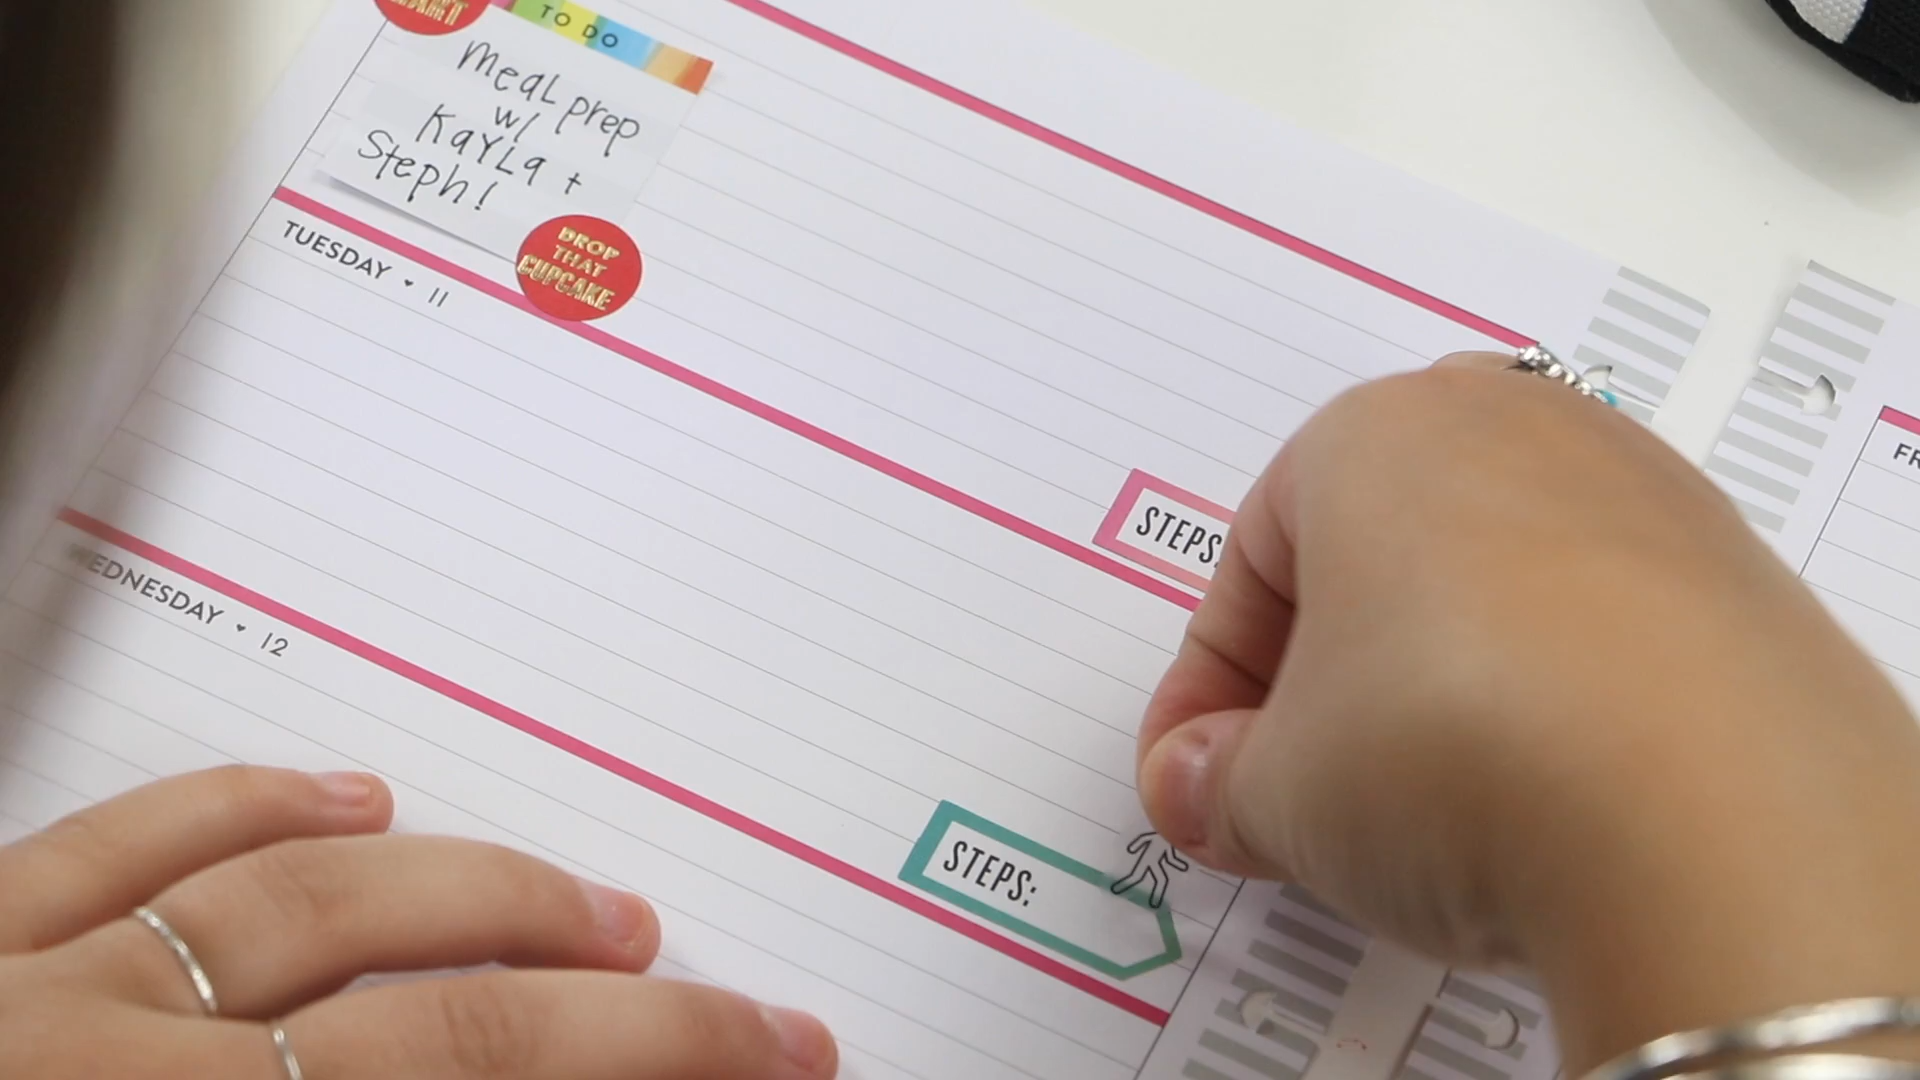 TO DO
Meal prep
w/
Kayla +
Steph!
DROP
THAT
CUPCAKE
TUESDAY ♥ 11
STEPS:
WEDNESDAY ♥ 12
STEPS: